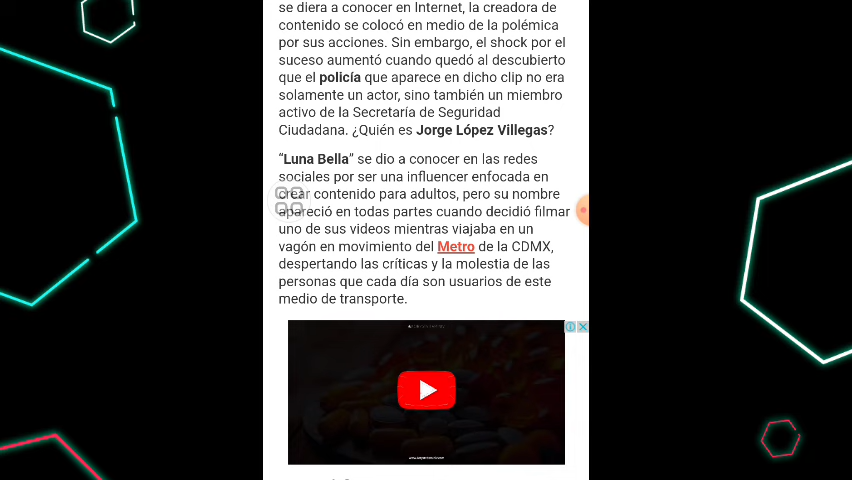 se diera a conocer en Internet, la creadora de
contenido se colocó en medio de la polémica
por sus acciones. Sin embargo, el shock por el
suceso aumentó cuando quedó al descubierto
que el policía que aparece en dicho clip no era
solamente un actor, sino también un miembro
activo de la Secretaría de Seguridad
Ciudadana. ¿Quién es Jorge López Villegas?
“Luna Bella” se dio a conocer en las redes
sociales por ser una influencer enfocada en
crear contenido para adultos, pero su nombre
apareció en todas partes cuando decidió filmar
uno de sus videos mientras viajaba en un
vagón en movimiento del Metro de la CDMX,
despertando las críticas y la molestia de las
personas que cada día son usuarios de este
medio de transporte.